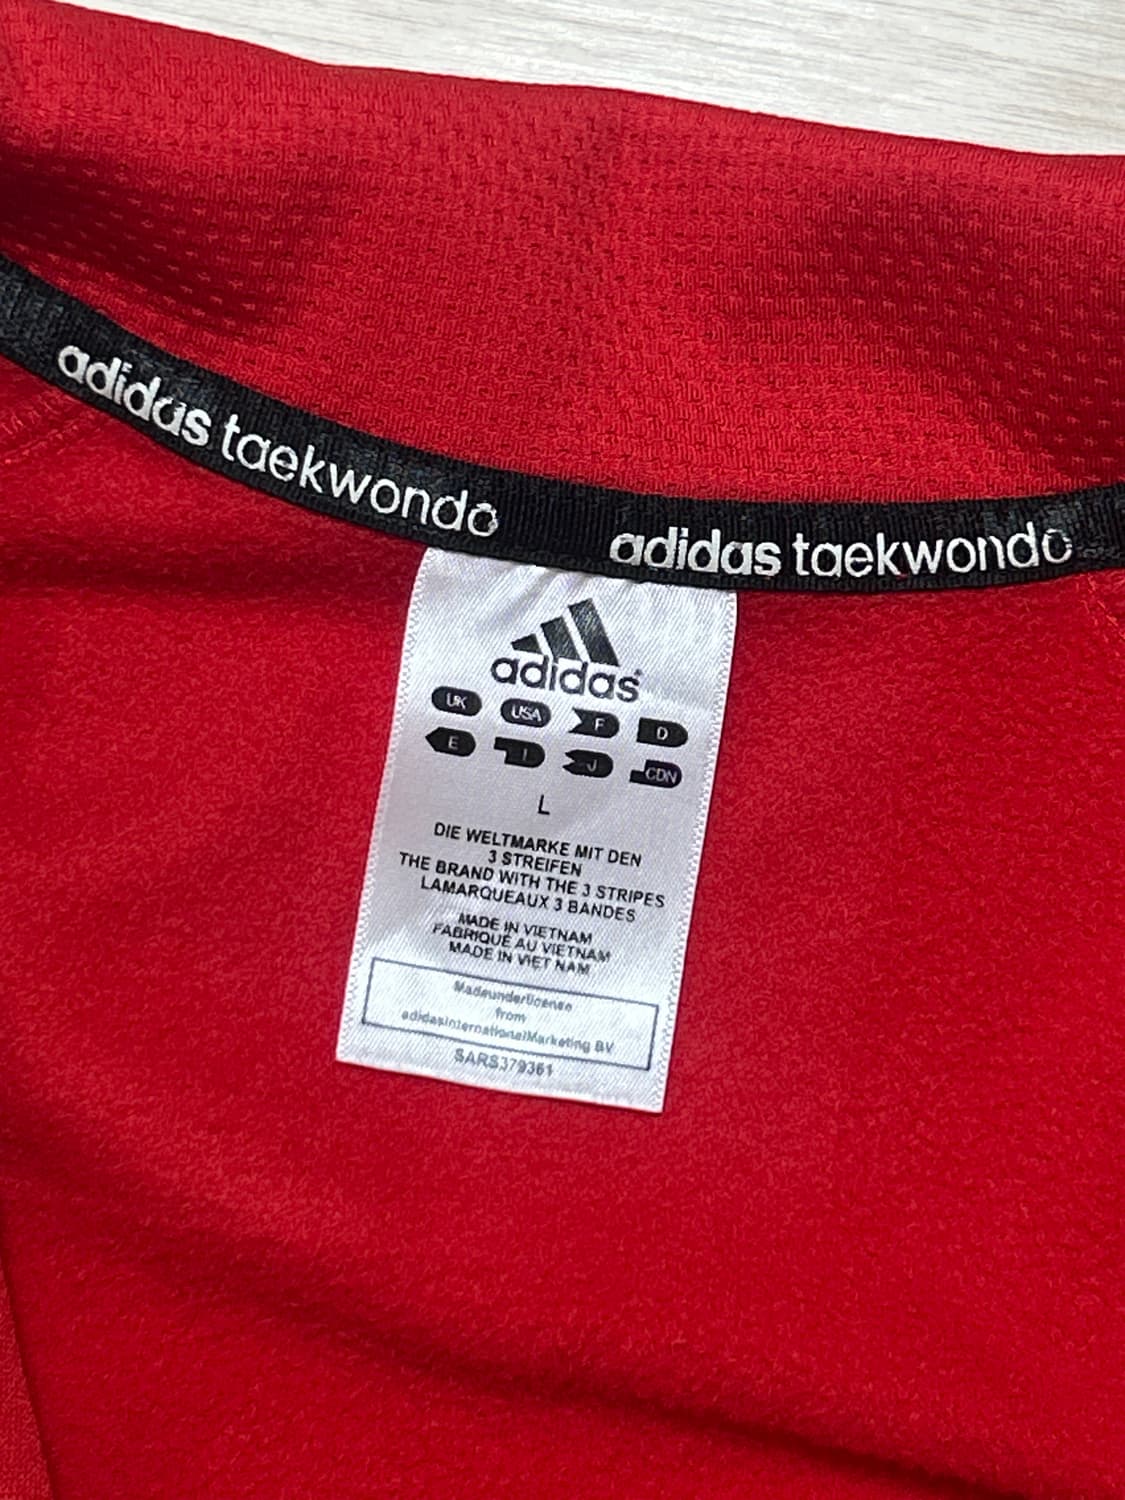 adidas taekwondo adidas taekwondo
adidas®
UK USA F D
E I J CDN
L
DIE WELTMARKE MIT DEN
3 STREIFEN
THE BRAND WITH THE 3 STRIPES
LAMARQUEAUX 3 BANDES
MADE IN VIETNAM
FABRIQUÉ AU VIETNAM
MADE IN VIET NAM
Madeunderlicense
from
adidasInternationalMarketing BV
SARS379361